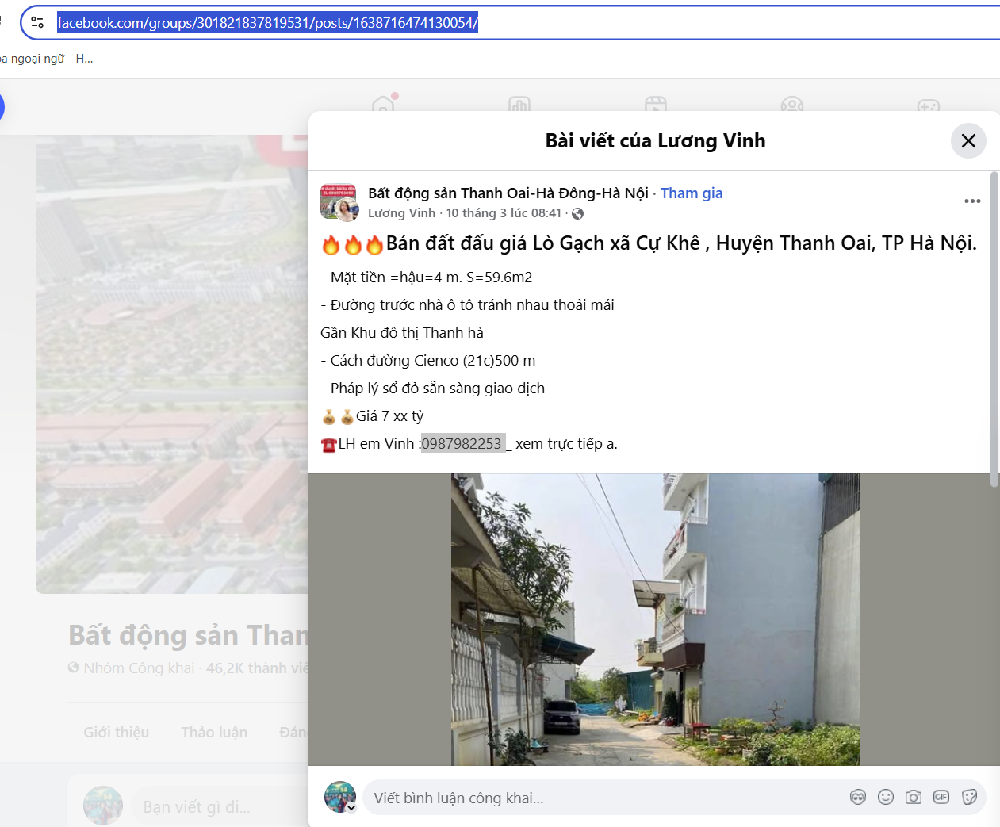 facebook.com/groups/301821837819531/posts/1638716474130054/
oa ngoại ngữ - H...
Bài viết của Lương Vinh
Bất động sản Thanh Oai-Hà Đông-Hà Nội · Tham gia
Lương Vinh · 10 tháng 3 lúc 08:41 ·
🔥🔥🔥Bán đất đấu giá Lò Gạch xã Cự Khê , Huyện Thanh Oai, TP Hà Nội.
- Mặt tiền =hậu=4 m. S=59.6m2
- Đường trước nhà ô tô tránh nhau thoải mái
Gần Khu đô thị Thanh hà
- Cách đường Cienco (21c)500 m
- Pháp lý sổ đỏ sẵn sàng giao dịch
💰💰Giá 7 xx tỷ
☎️LH em Vinh :0987982253 _ xem trực tiếp a.
Bất động sản Than
Nhóm Công khai · 46,2K thành viê
Giới thiệu Thảo luận Đáng
Bạn viết gì đi...
Viết bình luận công khai...
GIF